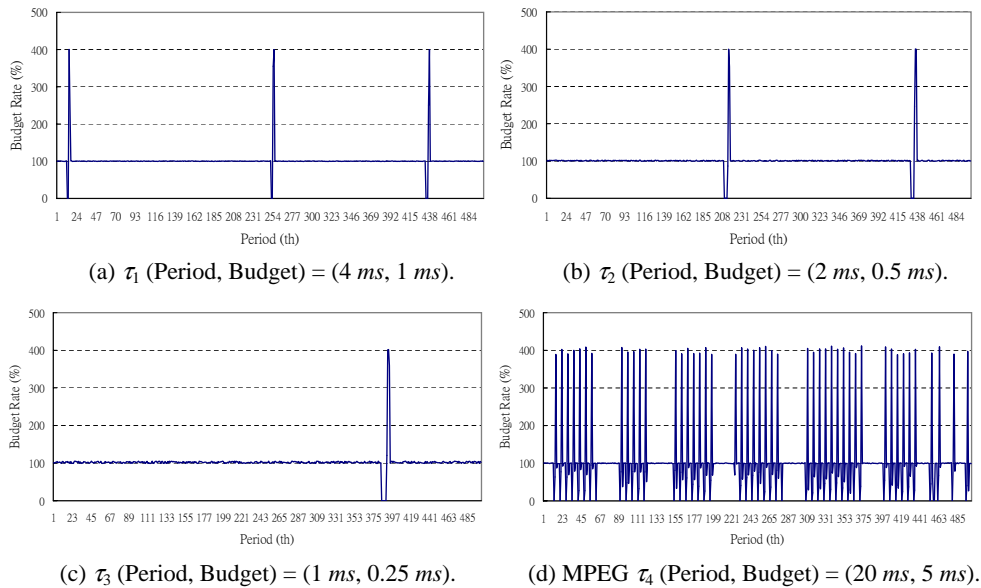 500
400
300
200
100
0
Budget Rate (%)
1 24 47 70 93 116 139 162 185 208 231 254 277 300 323 346 369 392 415 438 461 484
Period (th)
(a) τ1 (Period, Budget) = (4 ms, 1 ms).
500
400
300
200
100
0
Budget Rate (%)
1 24 47 70 93 116 139 162 185 208 231 254 277 300 323 346 369 392 415 438 461 484
Period (th)
(b) τ2 (Period, Budget) = (2 ms, 0.5 ms).
500
400
300
200
100
0
Budget Rate (%)
1 23 45 67 89 111 133 155 177 199 221 243 265 287 309 331 353 375 397 419 441 463 485
Period (th)
(c) τ3 (Period, Budget) = (1 ms, 0.25 ms).
500
400
300
200
100
0
Budget Rate (%)
1 23 45 67 89 111 133 155 177 199 221 243 265 287 309 331 353 375 397 419 441 463 485
Period (th)
(d) MPEG τ4 (Period, Budget) = (20 ms, 5 ms).